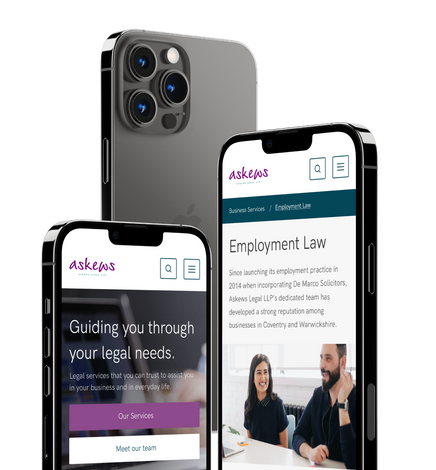 askews
Business Services / Employment Law
Employment Law
Since launching its employment practice in
2014 when incorporating De Marco Solicitors,
Askews Legal LLP's dedicated team has
developed a strong reputation among
businesses in Coventry and Warwickshire.
askews
Guiding you through
your legal needs.
Legal services that you can trust to assist you
in your business and in everyday life
Our Services
Meet our team